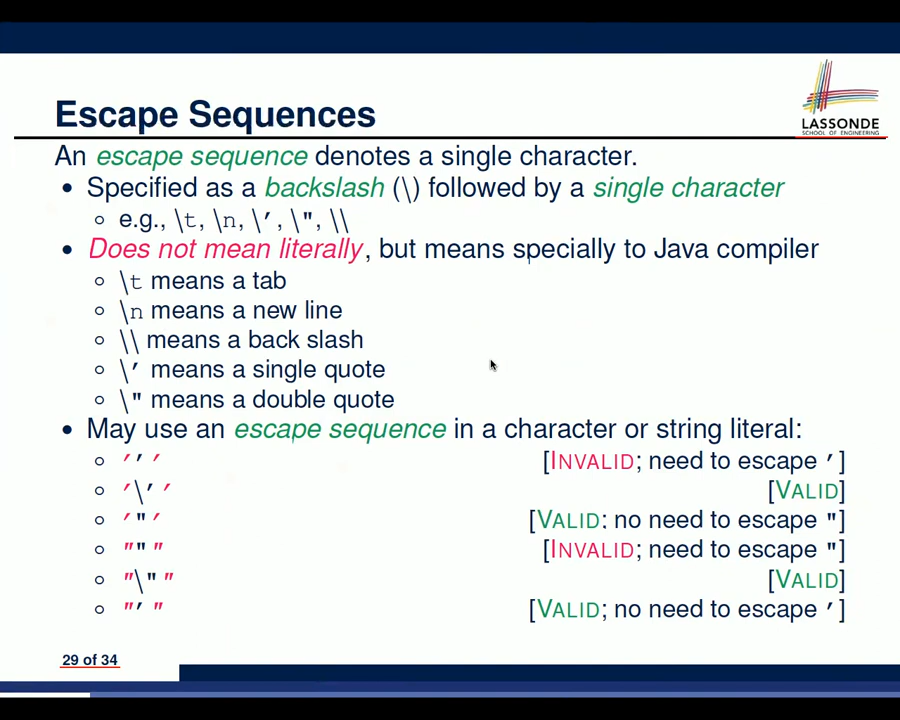 LASSONDE
SCHOOL OF ENGINEERING
Escape Sequences
An escape sequence denotes a single character.
• Specified as a backslash (\) followed by a single character
◦ e.g., \t, \n, \', \", \\
• Does not mean literally, but means specially to Java compiler
◦ \t means a tab
◦ \n means a new line
◦ \\ means a back slash
◦ \' means a single quote
◦ \" means a double quote
• May use an escape sequence in a character or string literal:
◦ ''' [INVALID; need to escape ']
◦ '\'' [VALID]
◦ '"' [VALID; no need to escape "]
◦ """ [INVALID; need to escape "]
◦ "\"" [VALID]
◦ "'" [VALID; no need to escape ']
29 of 34